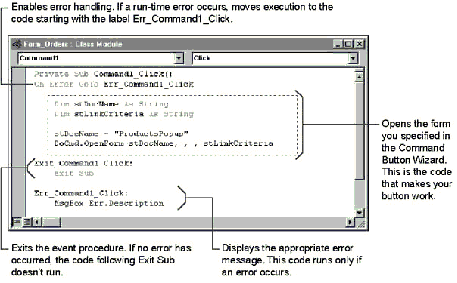 Enables error handling. If a run-time error occurs, moves execution to the
code starting with the label Err_Command1_Click.
Form_Orders : Class Module
Command1
Click
Private Sub Command1_Click()
On Error GoTo Err_Command1_Click
Dim stDocName As String
Dim stLinkCriteria As String
stDocName = "ProductsPopup"
DoCmd.OpenForm stDocName, , , stLinkCriteria
Exit_Command1_Click:
Exit Sub
Err_Command1_Click:
MsgBox Err.Description
Opens the form
you specified in
the Command
Button Wizard.
This is the code
that makes your
button work.
Exits the event procedure. If no error has
occurred, the code following Exit Sub
doesn't run.
Displays the appropriate error
message. This code runs only if
an error occurs.